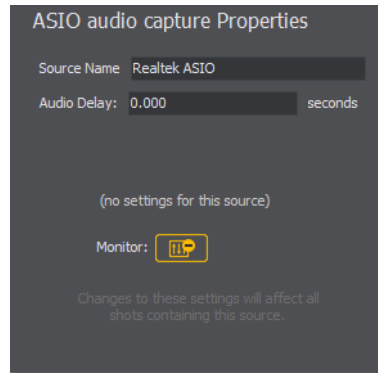 ASIO audio capture Properties
Source Name Realtek ASIO
Audio Delay: 0.000 seconds
(no settings for this source)
Monitor:
Changes to these settings will affect all
shots containing this source.